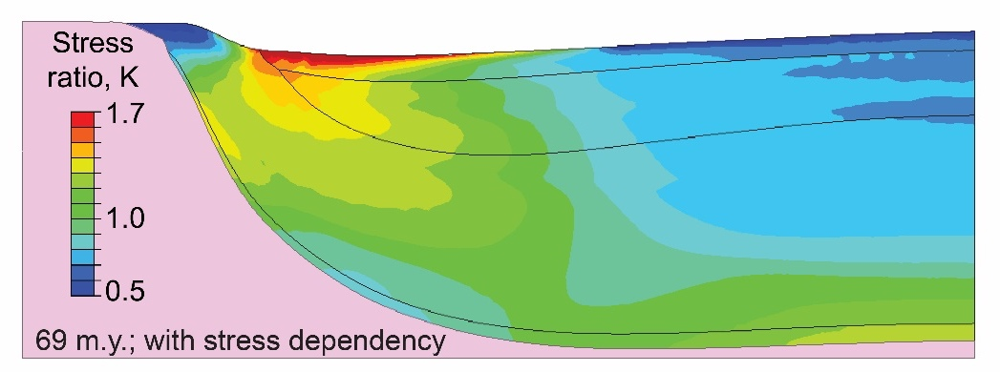 Stress
ratio, K
1.7
1.0
0.5
69 m.y.; with stress dependency